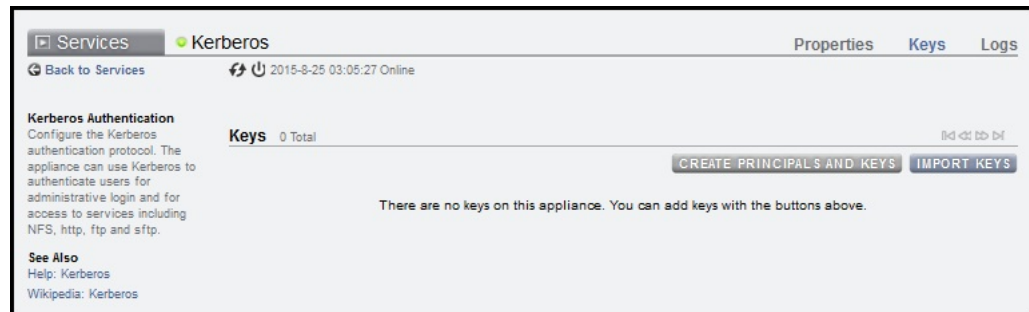 Services
Kerberos
Properties Keys Logs
Back to Services
2015-8-25 03:05:27 Online
Kerberos Authentication
Configure the Kerberos
authentication protocol. The
appliance can use Kerberos to
authenticate users for
administrative login and for
access to services including
NFS, http, ftp and sftp.
See Also
Help: Kerberos
Wikipedia: Kerberos
Keys 0 Total
CREATE PRINCIPALS AND KEYS IMPORT KEYS
There are no keys on this appliance. You can add keys with the buttons above.